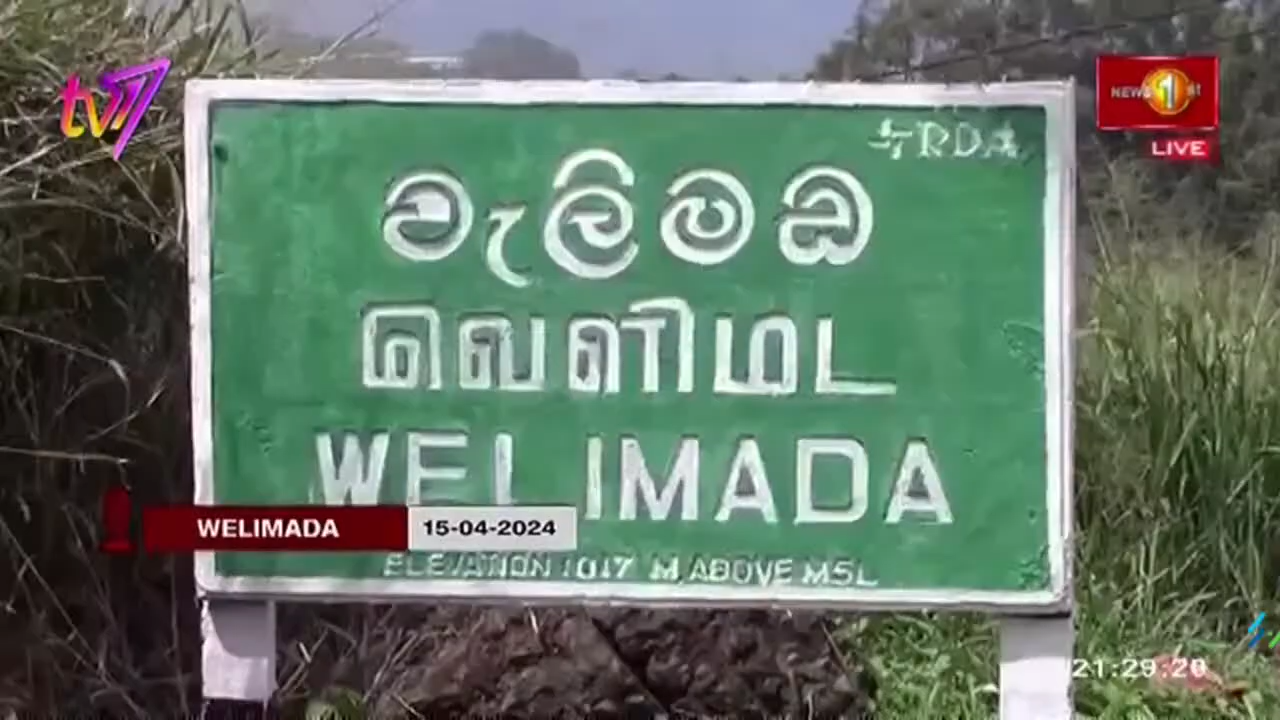 tv1
NEWS 1st
LIVE
RDA
වැලිමඩ
வெளிமட
WELIMADA
WELIMADA 15-04-2024
ELEVATION 1017 M ABOVE MSL
21:29:20